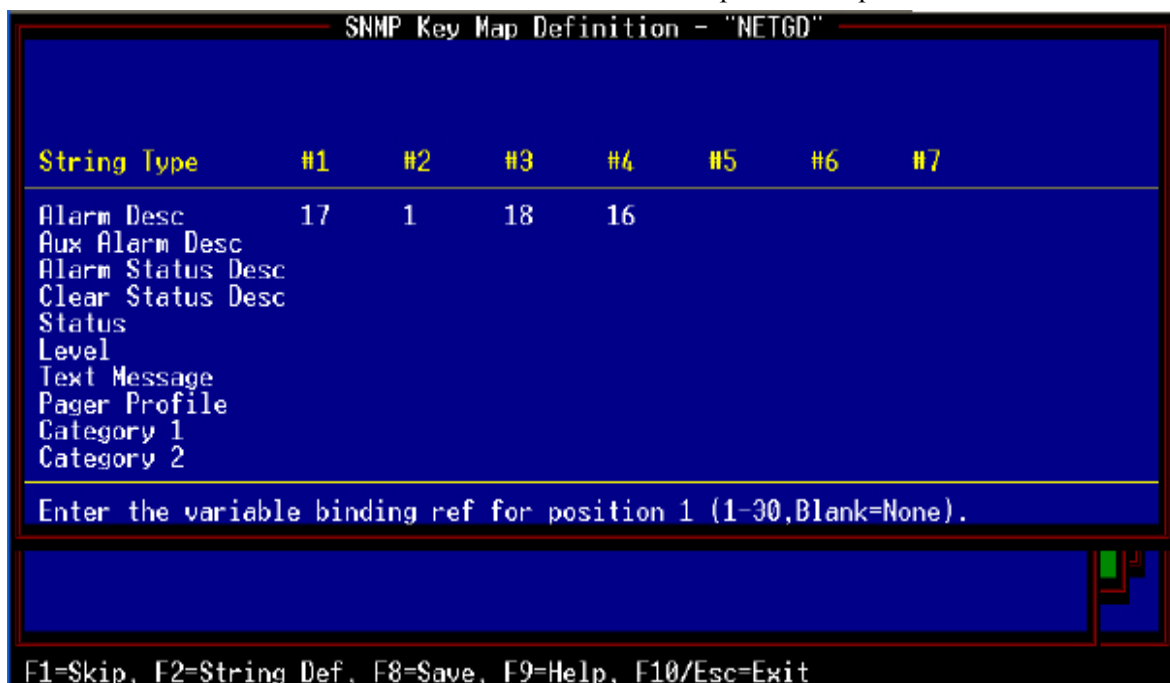 SNMP Key Map Definition - "NETGD"
String Type #1 #2 #3 #4 #5 #6 #7
Alarm Desc 17 1 18 16
Aux Alarm Desc
Alarm Status Desc
Clear Status Desc
Status
Level
Text Message
Pager Profile
Category 1
Category 2
Enter the variable binding ref for position 1 (1-30,Blank=None).
F1=Skip, F2=String Def, F8=Save, F9=Help, F10/Esc=Exit